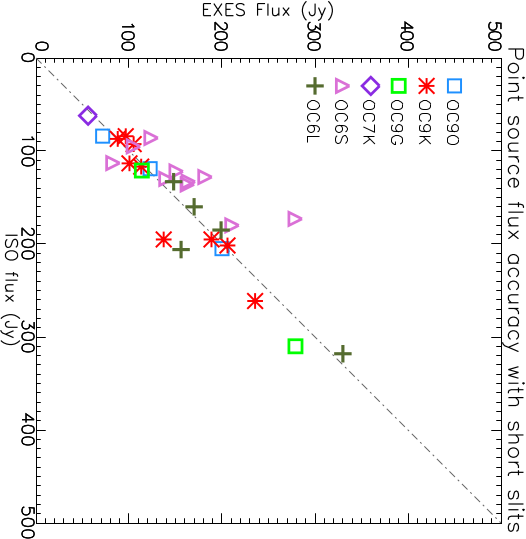 Point source flux accuracy with short slits
OC9O
OC9K
OC9G
OC7K
OC6S
OC6L
EXES Flux (Jy)
500
400
300
200
100
0
0
100
200
300
400
500
ISO flux (Jy)